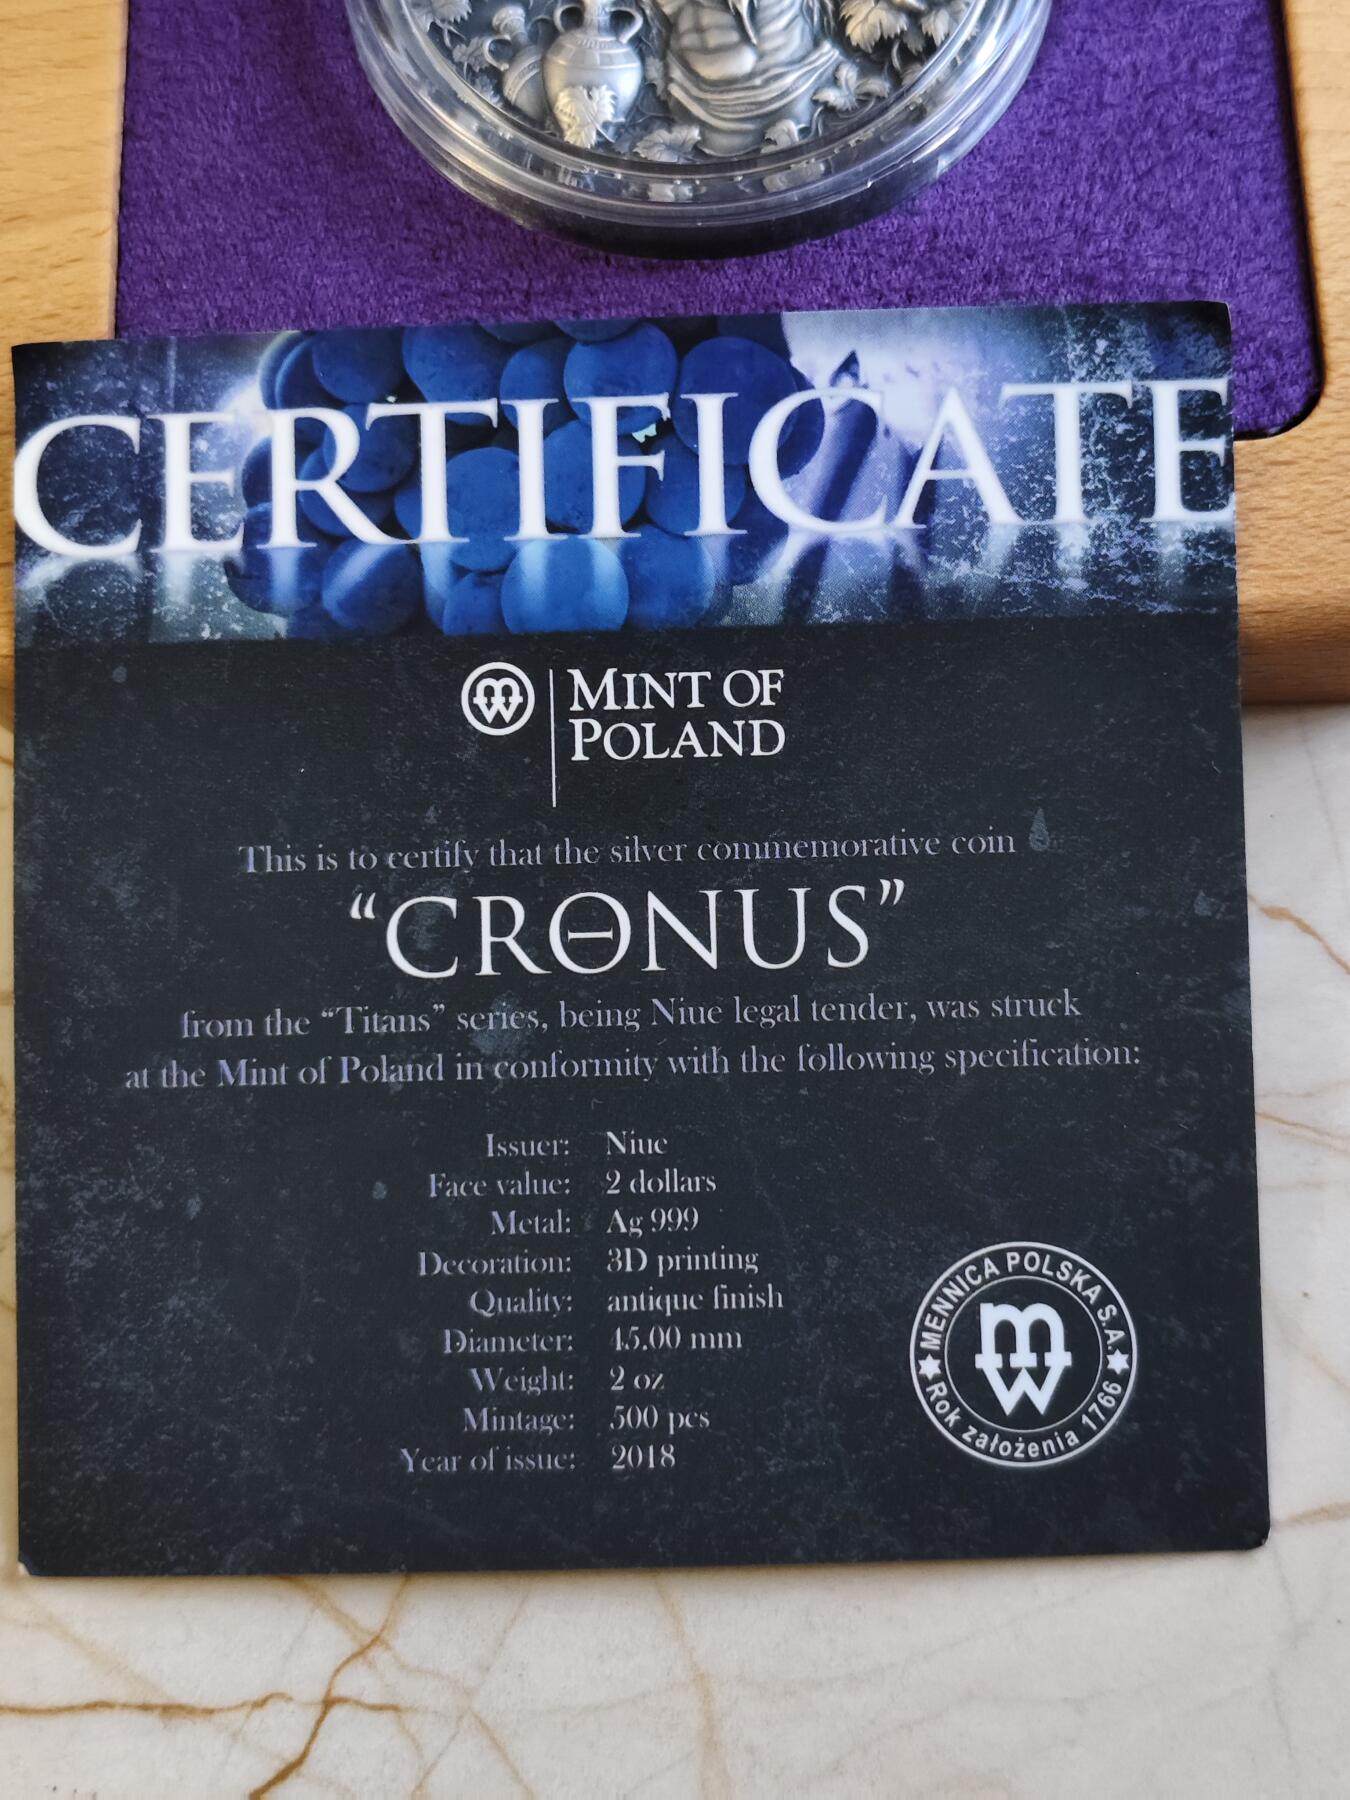 CERTIFICATE
MINT OF
POLAND
This is to certify that the silver commemorative coin
“CRONUS”
from the “Titans” series, being Niue legal tender, was struck
at the Mint of Poland in conformity with the following specification:
Issuer: Niue
Face value: 2 dollars
Metal: Ag 999
Decoration: 3D printing
Quality: antique finish
Diameter: 45.00 mm
Weight: 2 oz
Mintage: 500 pcs
Year of issue: 2018
MENNICA POLSKA S.A.
mw
Rok założenia 1766